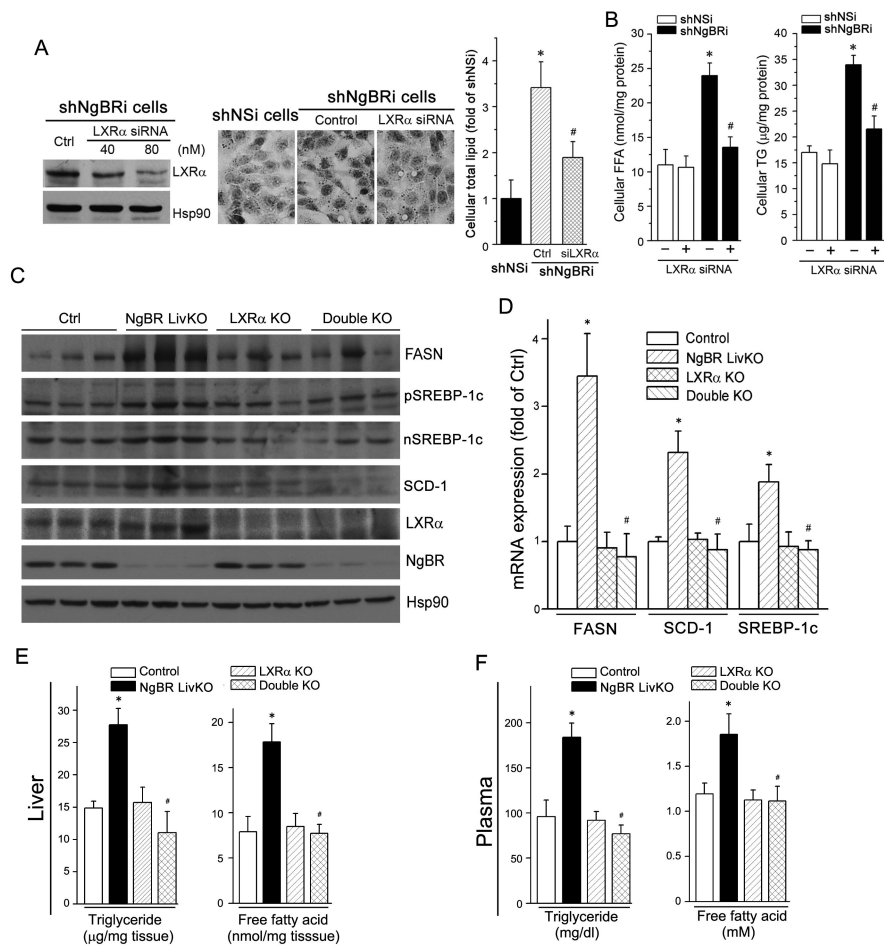 A
shNgBRi cells
Ctrl
LXRα siRNA
40
80
(nM)
LXRα
Hsp90
shNSi cells
shNgBRi cells
Control
LXRα siRNA
Cellular total lipid (fold of shNSi)
5
4
3
2
1
0
*
#
Ctrl
siLXRα
shNSi
shNgBRi
B
shNSi
shNgBRi
Cellular FFA (nmol/mg protein)
30
25
20
15
10
5
0
*
#
– + – +
LXRα siRNA
shNSi
shNgBRi
Cellular TG (μg/mg protein)
40
35
30
25
20
15
10
5
0
*
#
– + – +
LXRα siRNA
C
Ctrl
NgBR LivKO
LXRα KO
Double KO
FASN
pSREBP-1c
nSREBP-1c
SCD-1
LXRα
NgBR
Hsp90
D
mRNA expression (fold of Ctrl)
4
3
2
1
0
Control
NgBR LivKO
LXRα KO
Double KO
*
#
*
#
*
#
FASN
SCD-1
SREBP-1c
E
Control
NgBR LivKO
LXRα KO
Double KO
Liver
30
25
20
15
10
5
0
*
#
Triglyceride
(μg/mg tissue)
20
15
10
5
0
*
#
Free fatty acid
(nmol/mg tisssue)
F
Control
NgBR LivKO
LXRα KO
Double KO
Plasma
200
150
100
50
0
*
#
Triglyceride
(mg/dl)
2.0
1.6
1.2
0.8
0.4
0.0
*
#
Free fatty acid
(mM)